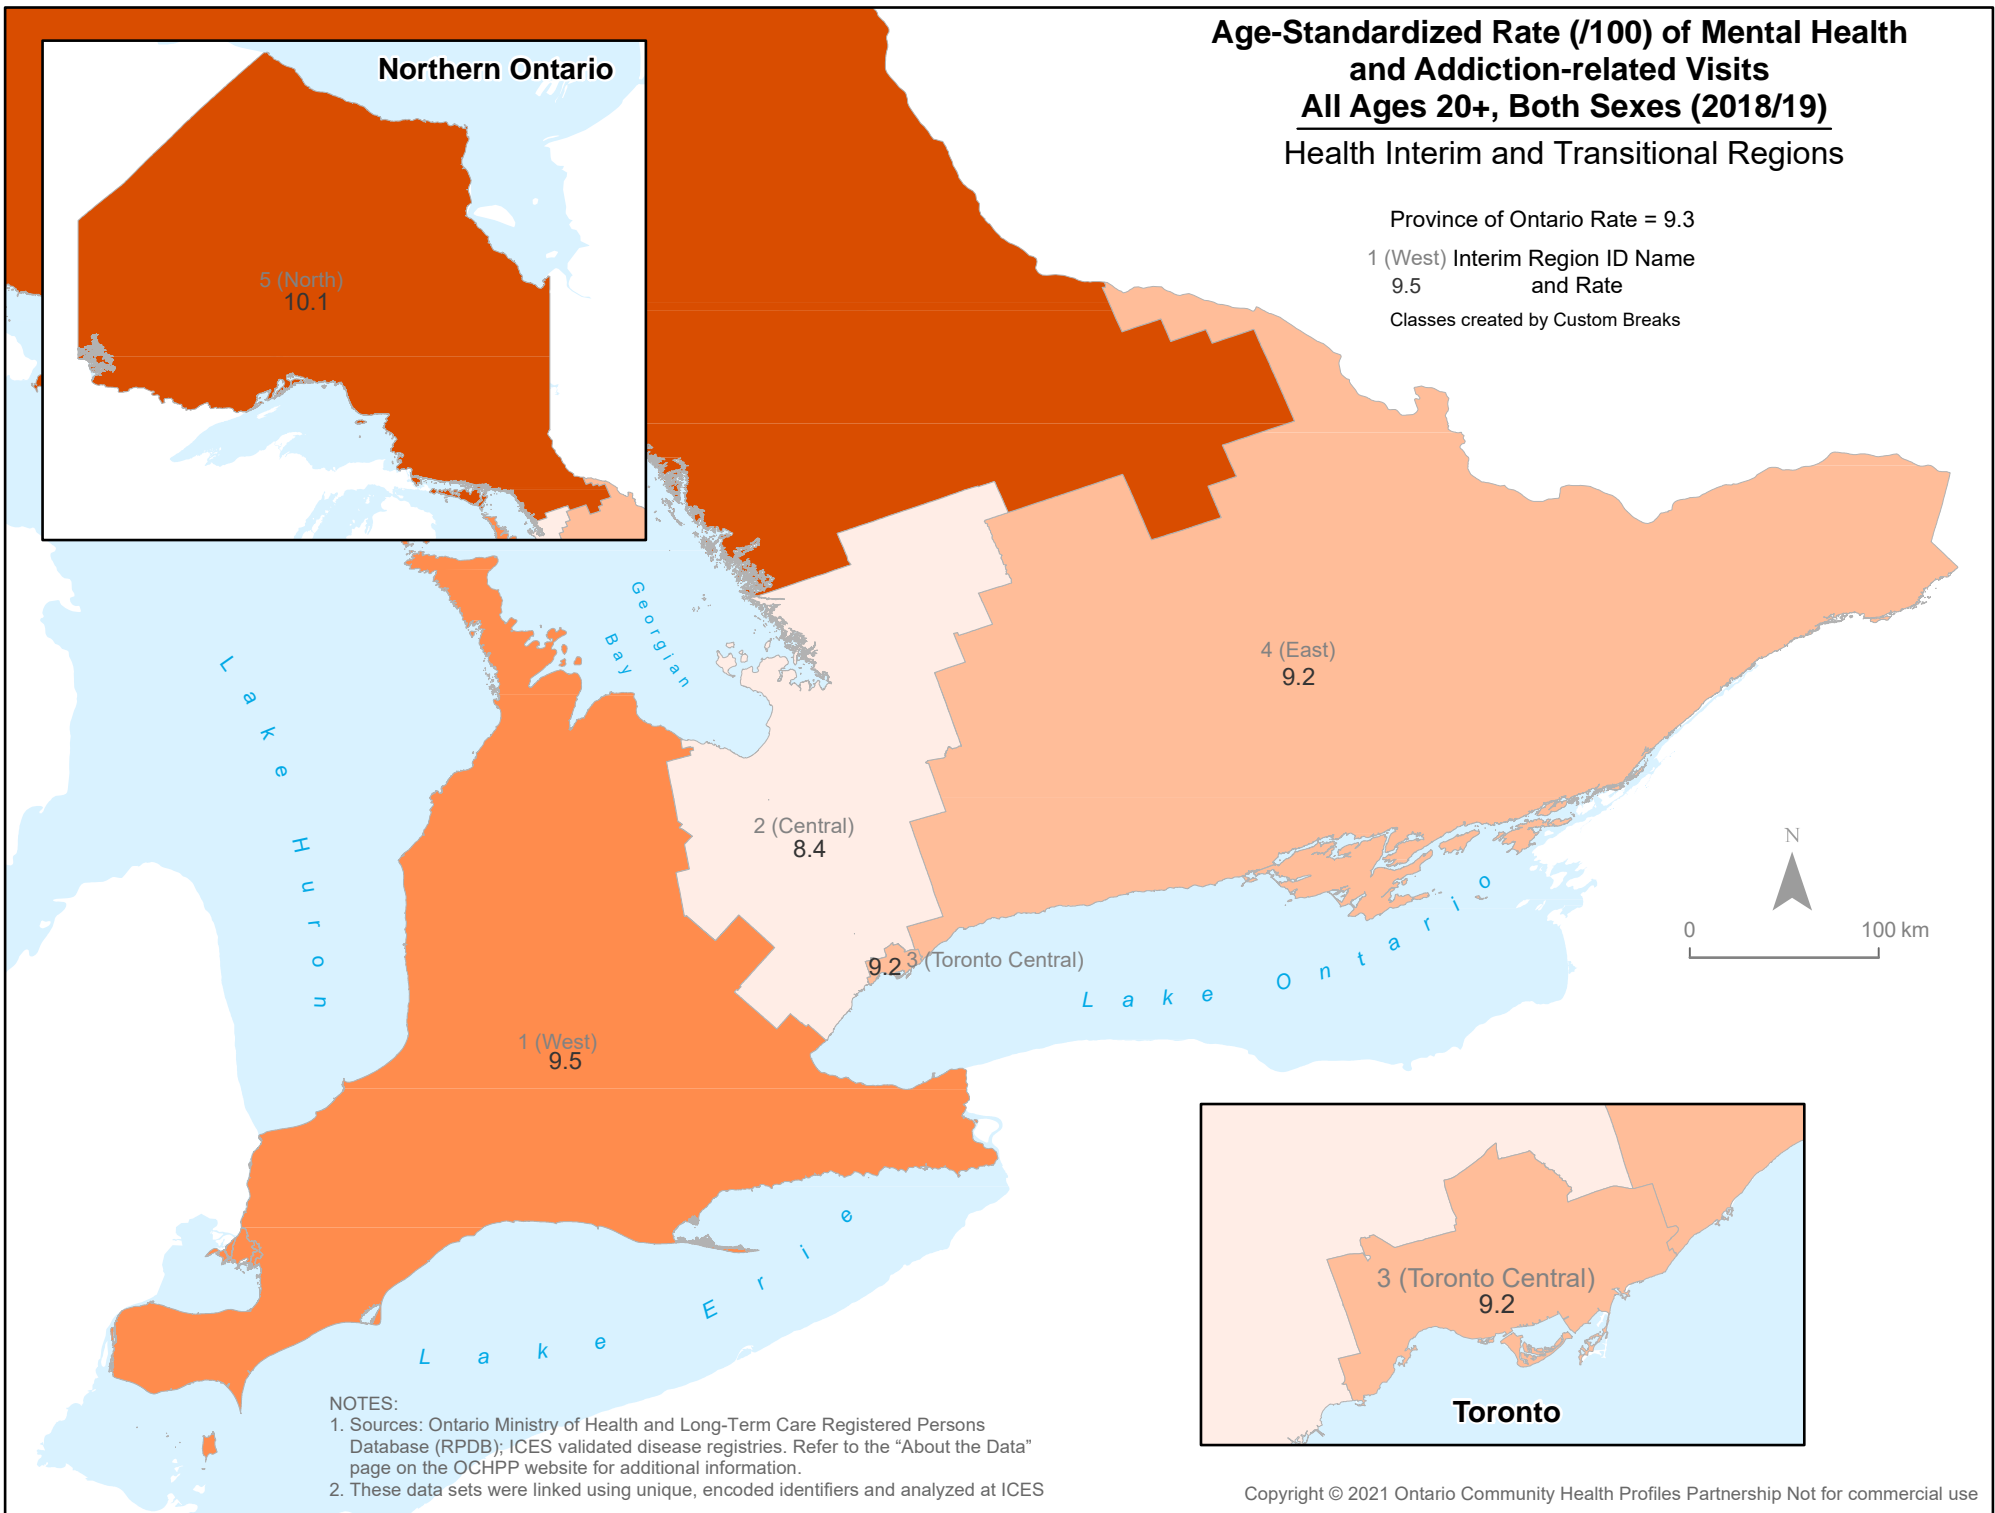 Age-Standardized Rate (/100) of Mental Health
and Addiction-related Visits
All Ages 20+, Both Sexes (2018/19)
Health Interim and Transitional Regions
Province of Ontario Rate = 9.3
1 (West) Interim Region ID Name
9.5 and Rate
Classes created by Custom Breaks
Northern Ontario
5 (North)
10.1
Georgian
Bay
Lake Huron
4 (East)
9.2
2 (Central)
8.4
N
0 100 km
9.2 3 (Toronto Central)
Lake Ontario
1 (West)
9.5
Lake Erie
3 (Toronto Central)
9.2
Toronto
NOTES:
1. Sources: Ontario Ministry of Health and Long-Term Care Registered Persons
Database (RPDB); ICES validated disease registries. Refer to the “About the Data”
page on the OCHPP website for additional information.
2. These data sets were linked using unique, encoded identifiers and analyzed at ICES
Copyright © 2021 Ontario Community Health Profiles Partnership Not for commercial use